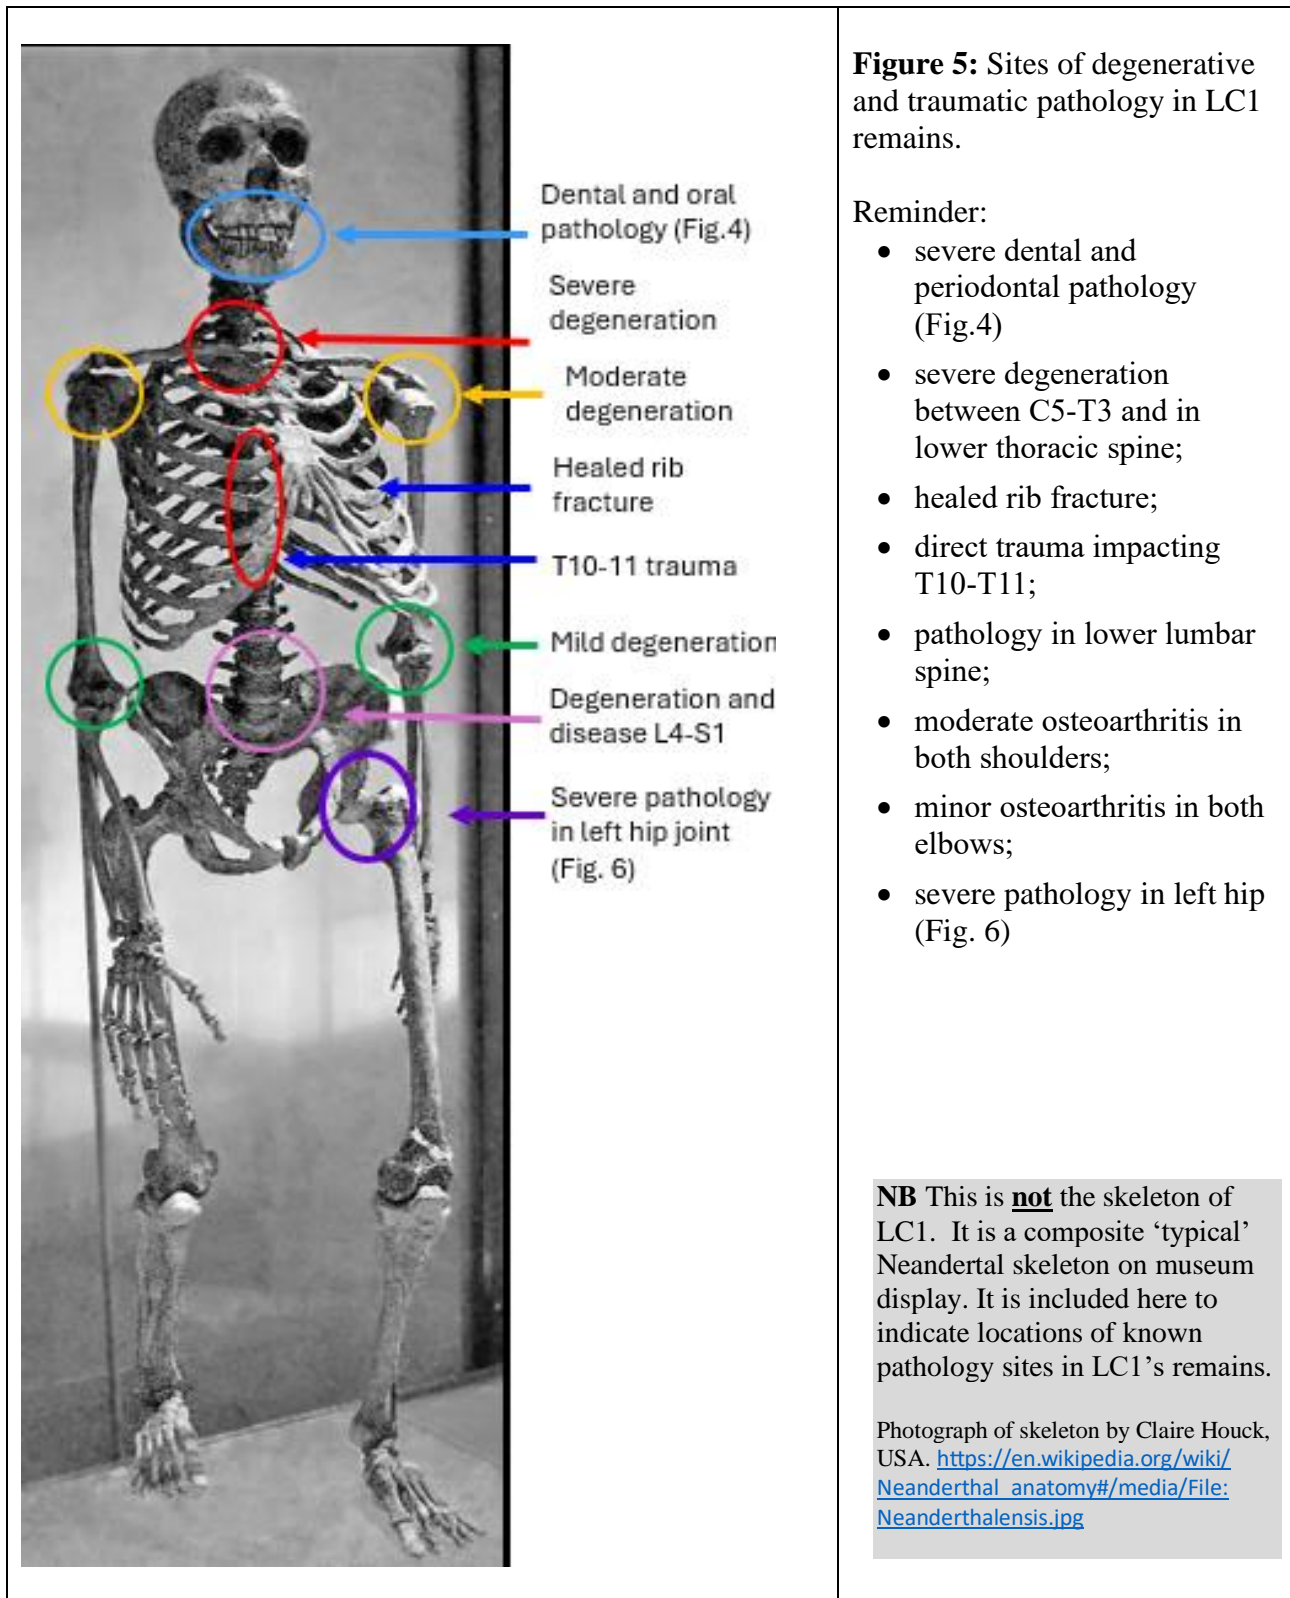 Dental and oral
pathology (Fig.4)
Severe
degeneration
Moderate
degeneration
Healed rib
fracture
T10-11 trauma
Mild degeneration
Degeneration and
disease L4-S1
Severe pathology
in left hip joint
(Fig. 6)
Figure 5: Sites of degenerative
and traumatic pathology in LC1
remains.
Reminder:
• severe dental and
periodontal pathology
(Fig.4)
• severe degeneration
between C5-T3 and in
lower thoracic spine;
• healed rib fracture;
• direct trauma impacting
T10-T11;
• pathology in lower lumbar
spine;
• moderate osteoarthritis in
both shoulders;
• minor osteoarthritis in both
elbows;
• severe pathology in left hip
(Fig. 6)
NB This is not the skeleton of
LC1. It is a composite ‘typical’
Neandertal skeleton on museum
display. It is included here to
indicate locations of known
pathology sites in LC1’s remains.
Photograph of skeleton by Claire Houck,
USA. https://en.wikipedia.org/wiki/
Neanderthal_anatomy#/media/File:
Neanderthalensis.jpg